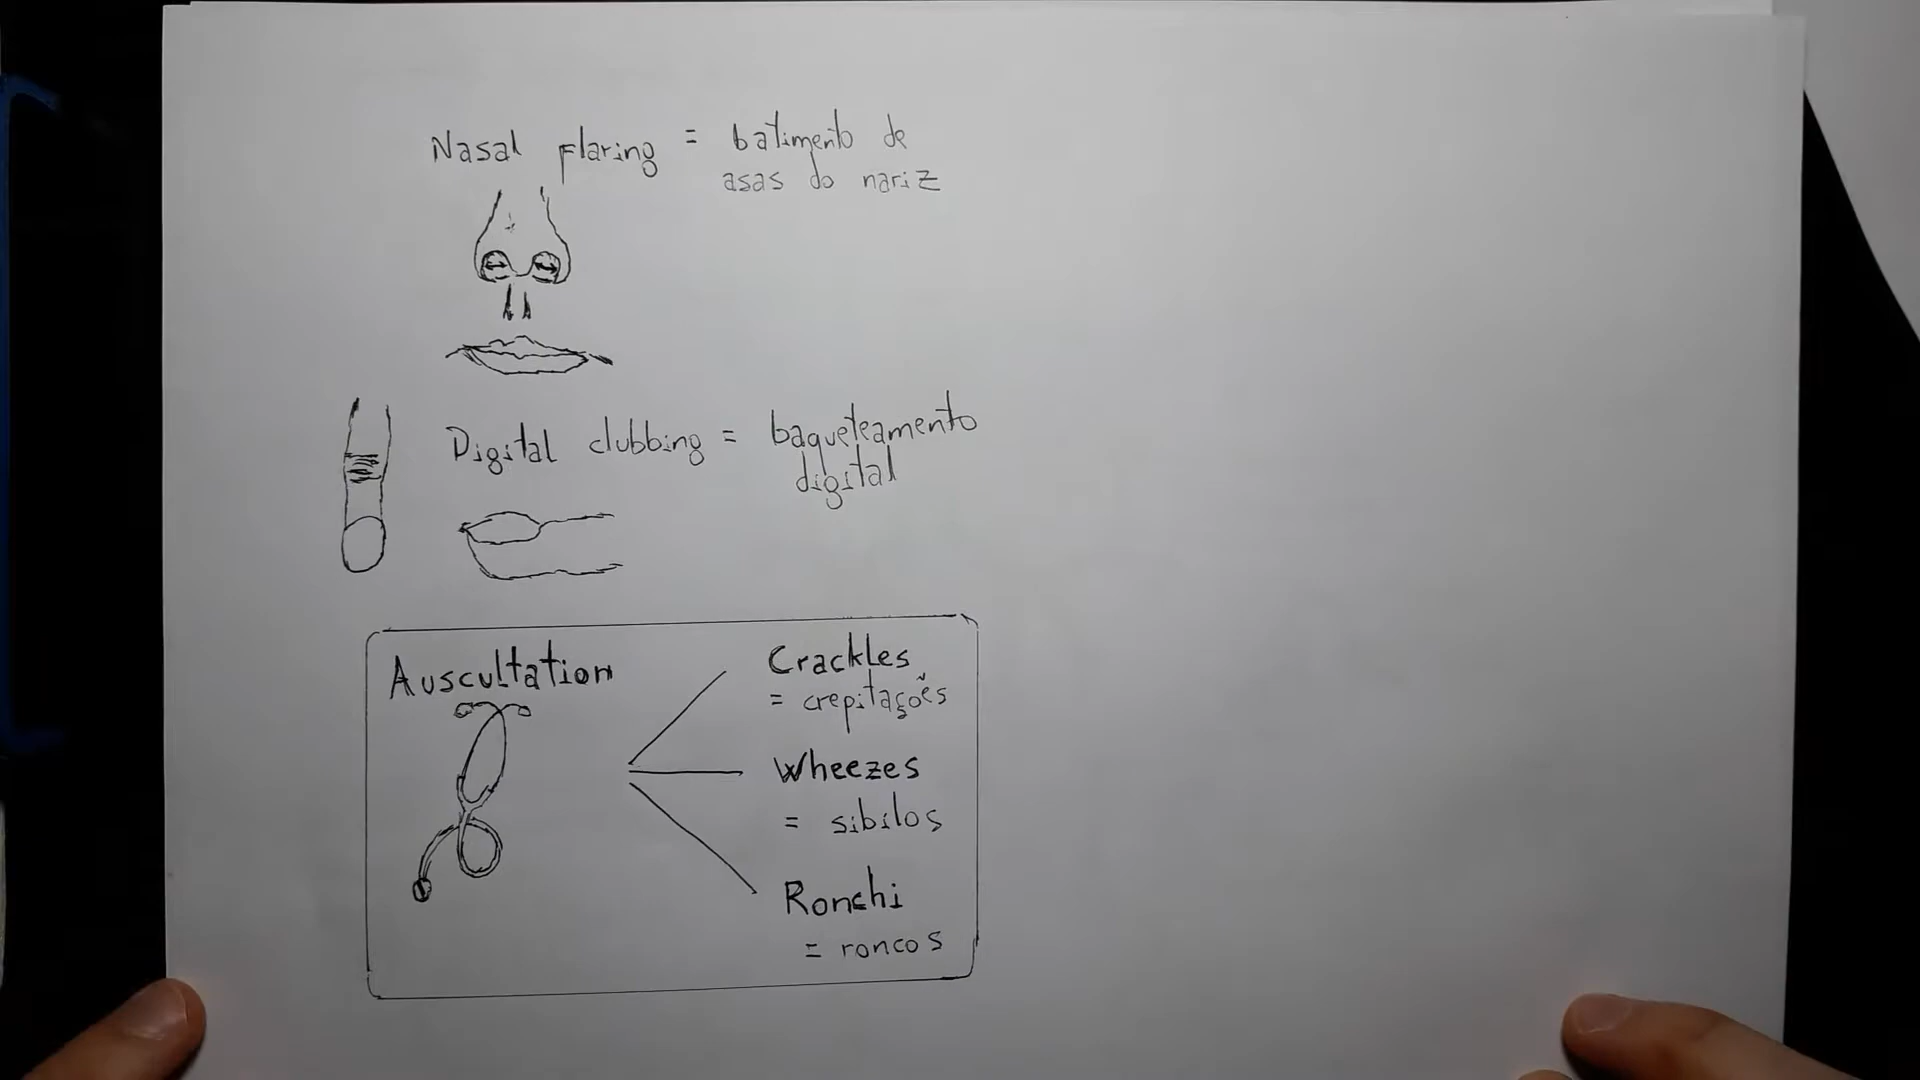 Nasal flaring = batimento de
asas do nariz
Digital clubbing = baqueteamento
digital
Auscultation
Crackles
= crepitações
Wheezes
= sibilos
Ronchi
= roncos